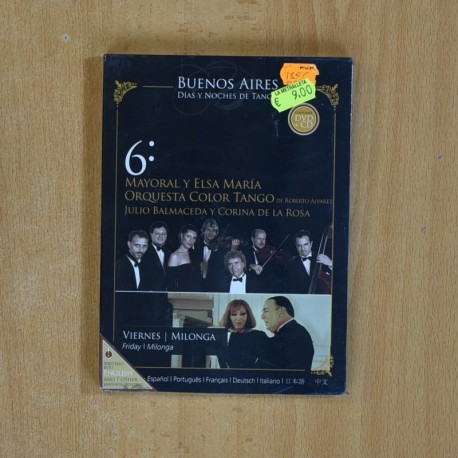 BUENOS AIRES
DÍAS Y NOCHES DE TANGO
LA METRALLETA
€ 9,00
DVD + CD
6:
MAYORAL Y ELSA MARÍA
ORQUESTA COLOR TANGO DE ROBERTO ALVAREZ
JULIO BALMACEDA Y CORINA DE LA ROSA
VIERNES | MILONGA
Friday | Milonga
ENGLISH
Español | Português | Français | Deutsch | Italiano | 日本語 中文